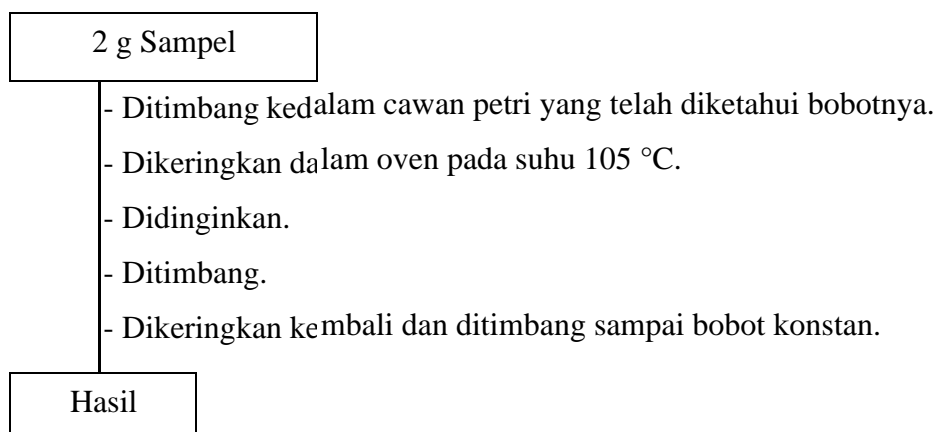 2 g Sampel
- Ditimbang kedalam cawan petri yang telah diketahui bobotnya.
- Dikeringkan dalam oven pada suhu 105 °C.
- Didinginkan.
- Ditimbang.
- Dikeringkan kembali dan ditimbang sampai bobot konstan.
Hasil